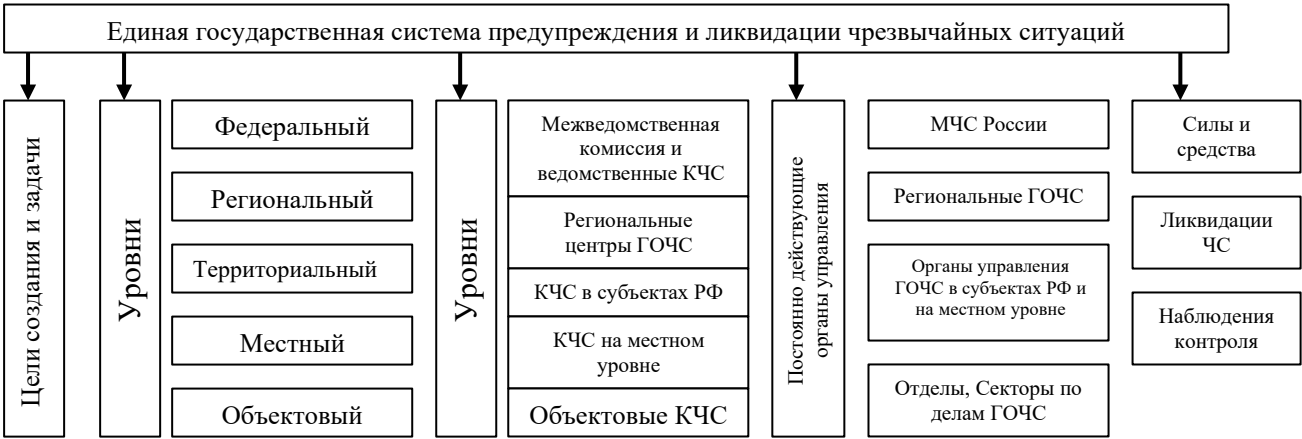 Единая государственная система предупреждения и ликвидации чрезвычайных ситуаций
Цели создания и задачи
Уровни
Федеральный
Региональный
Территориальный
Местный
Объектовый
Уровни
Межведомственная
комиссия и
ведомственные КЧС
Региональные
центры ГОЧС
КЧС в субъектах РФ
КЧС на местном
уровне
Объектовые КЧС
Постоянно действующие
органы управления
МЧС России
Региональные ГОЧС
Органы управления
ГОЧС в субъектах РФ и
на местном уровне
Отделы, Секторы по
делам ГОЧС
Силы и
средства
Ликвидации
ЧС
Наблюдения
контроля